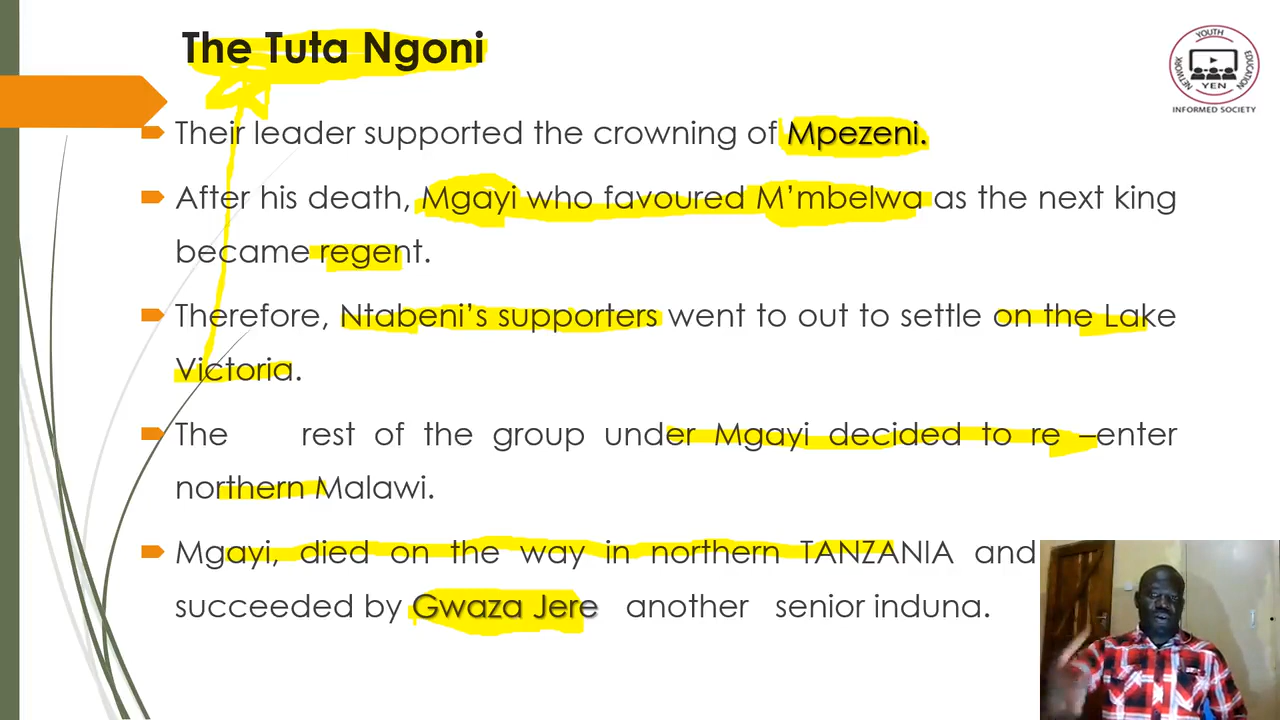 The Tuta Ngoni
YOUTH
EDUCATION
NETWORK
YEN
INFORMED SOCIETY
Their leader supported the crowning of Mpezeni.
After his death, Mgayi who favoured M’mbelwa as the next king
became regent.
Therefore, Ntabeni’s supporters went to out to settle on the Lake
Victoria.
The rest of the group under Mgayi decided to re –enter
northern Malawi.
Mgayi, died on the way in northern TANZANIA and
succeeded by Gwaza Jere another senior induna.